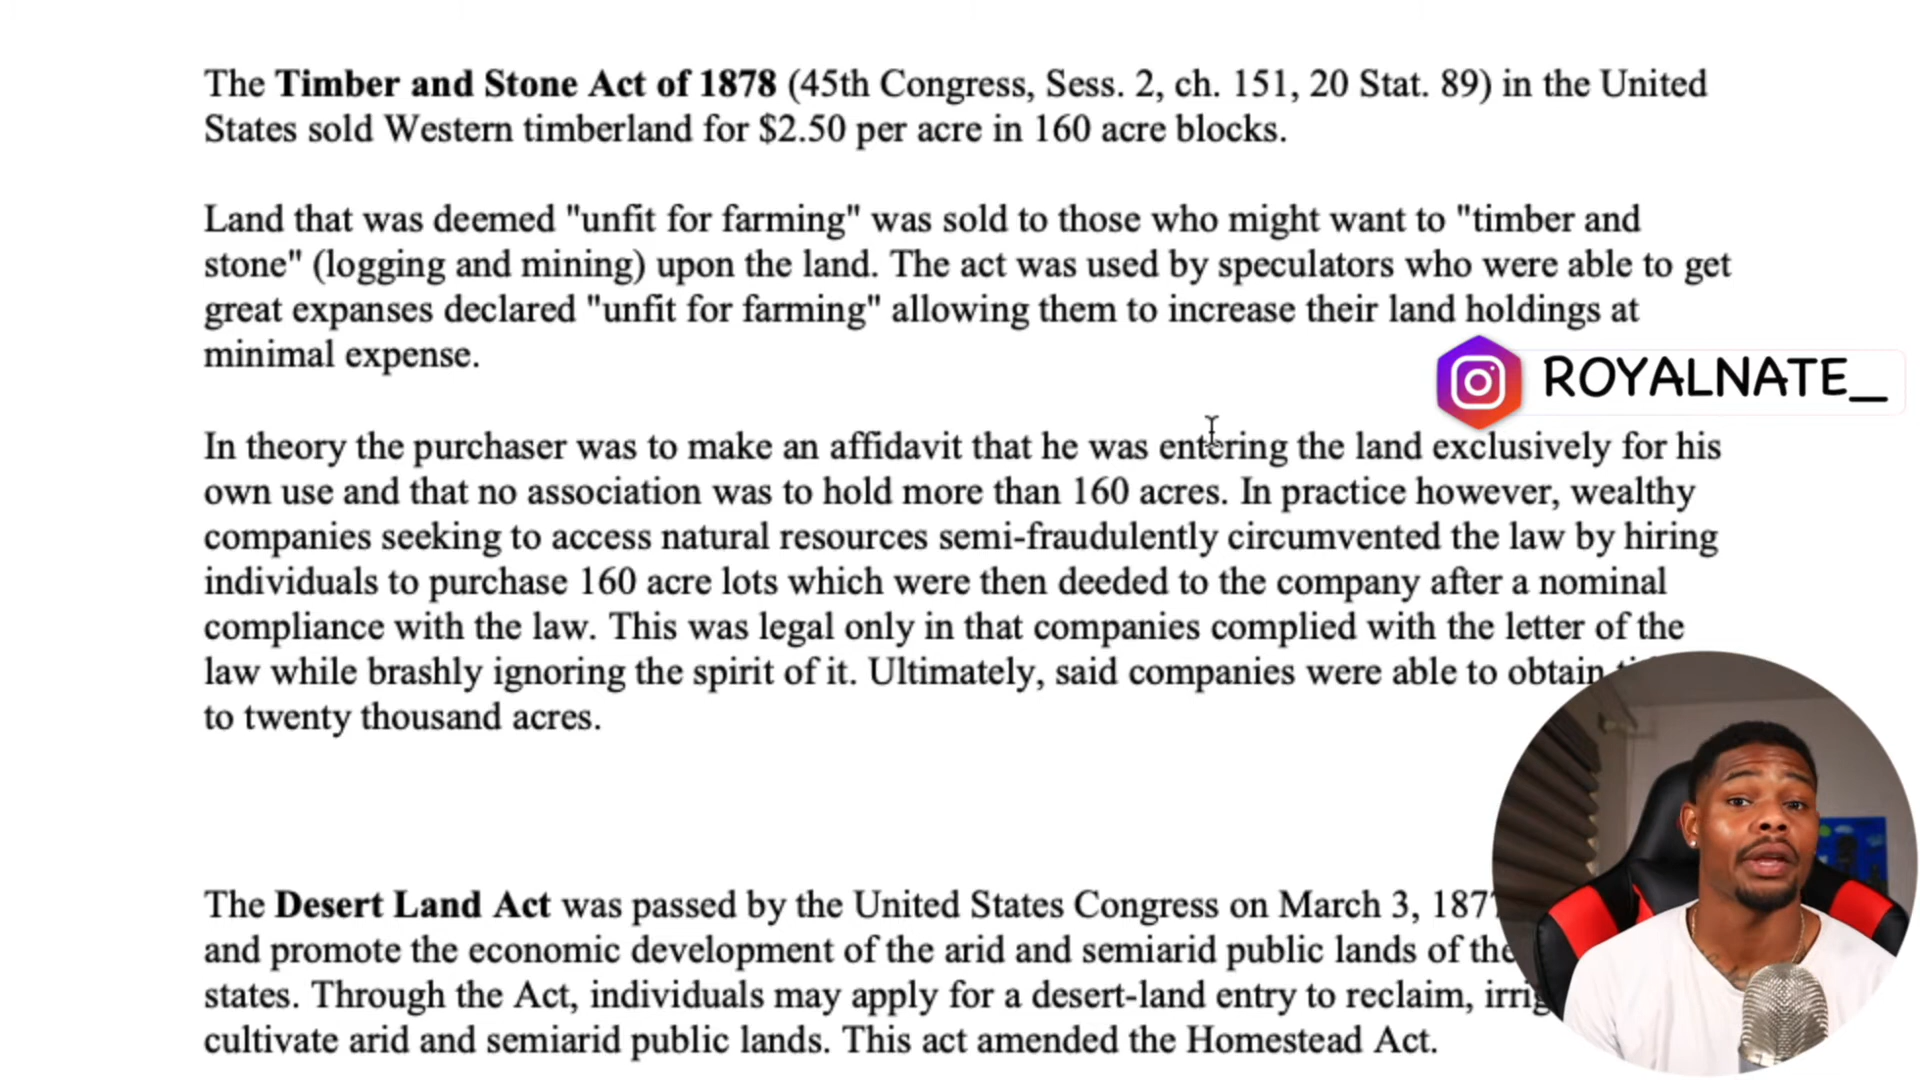 The Timber and Stone Act of 1878 (45th Congress, Sess. 2, ch. 151, 20 Stat. 89) in the United
States sold Western timberland for $2.50 per acre in 160 acre blocks.
Land that was deemed "unfit for farming" was sold to those who might want to "timber and
stone" (logging and mining) upon the land. The act was used by speculators who were able to get
great expanses declared "unfit for farming" allowing them to increase their land holdings at
minimal expense.
ROYALNATE_
In theory the purchaser was to make an affidavit that he was entering the land exclusively for his
own use and that no association was to hold more than 160 acres. In practice however, wealthy
companies seeking to access natural resources semi-fraudulently circumvented the law by hiring
individuals to purchase 160 acre lots which were then deeded to the company after a nominal
compliance with the law. This was legal only in that companies complied with the letter of the
law while brashly ignoring the spirit of it. Ultimately, said companies were able to obtain
to twenty thousand acres.
The Desert Land Act was passed by the United States Congress on March 3,
and promote the economic development of the arid and semiarid public lands of the
states. Through the Act, individuals may apply for a desert-land entry to reclaim,
cultivate arid and semiarid public lands. This act amended the Homestead Act.